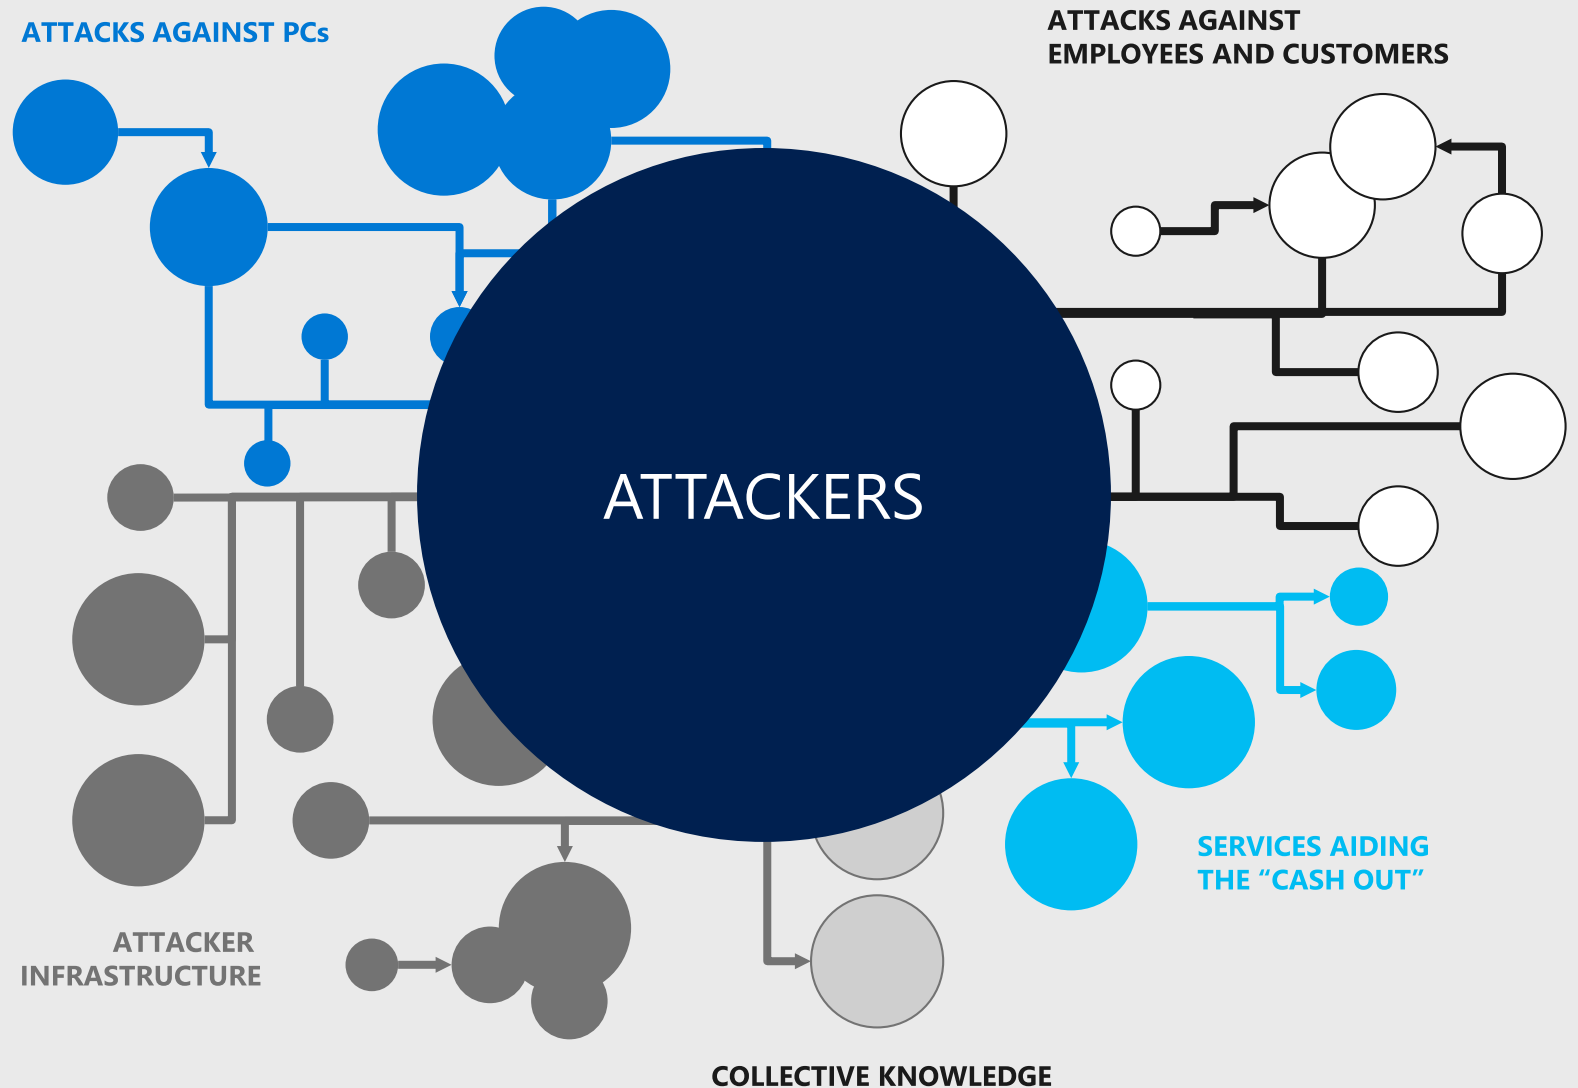 ATTACKS AGAINST PCs
ATTACKS AGAINST
EMPLOYEES AND CUSTOMERS
ATTACKERS
SERVICES AIDING
THE “CASH OUT”
ATTACKER
INFRASTRUCTURE
COLLECTIVE KNOWLEDGE